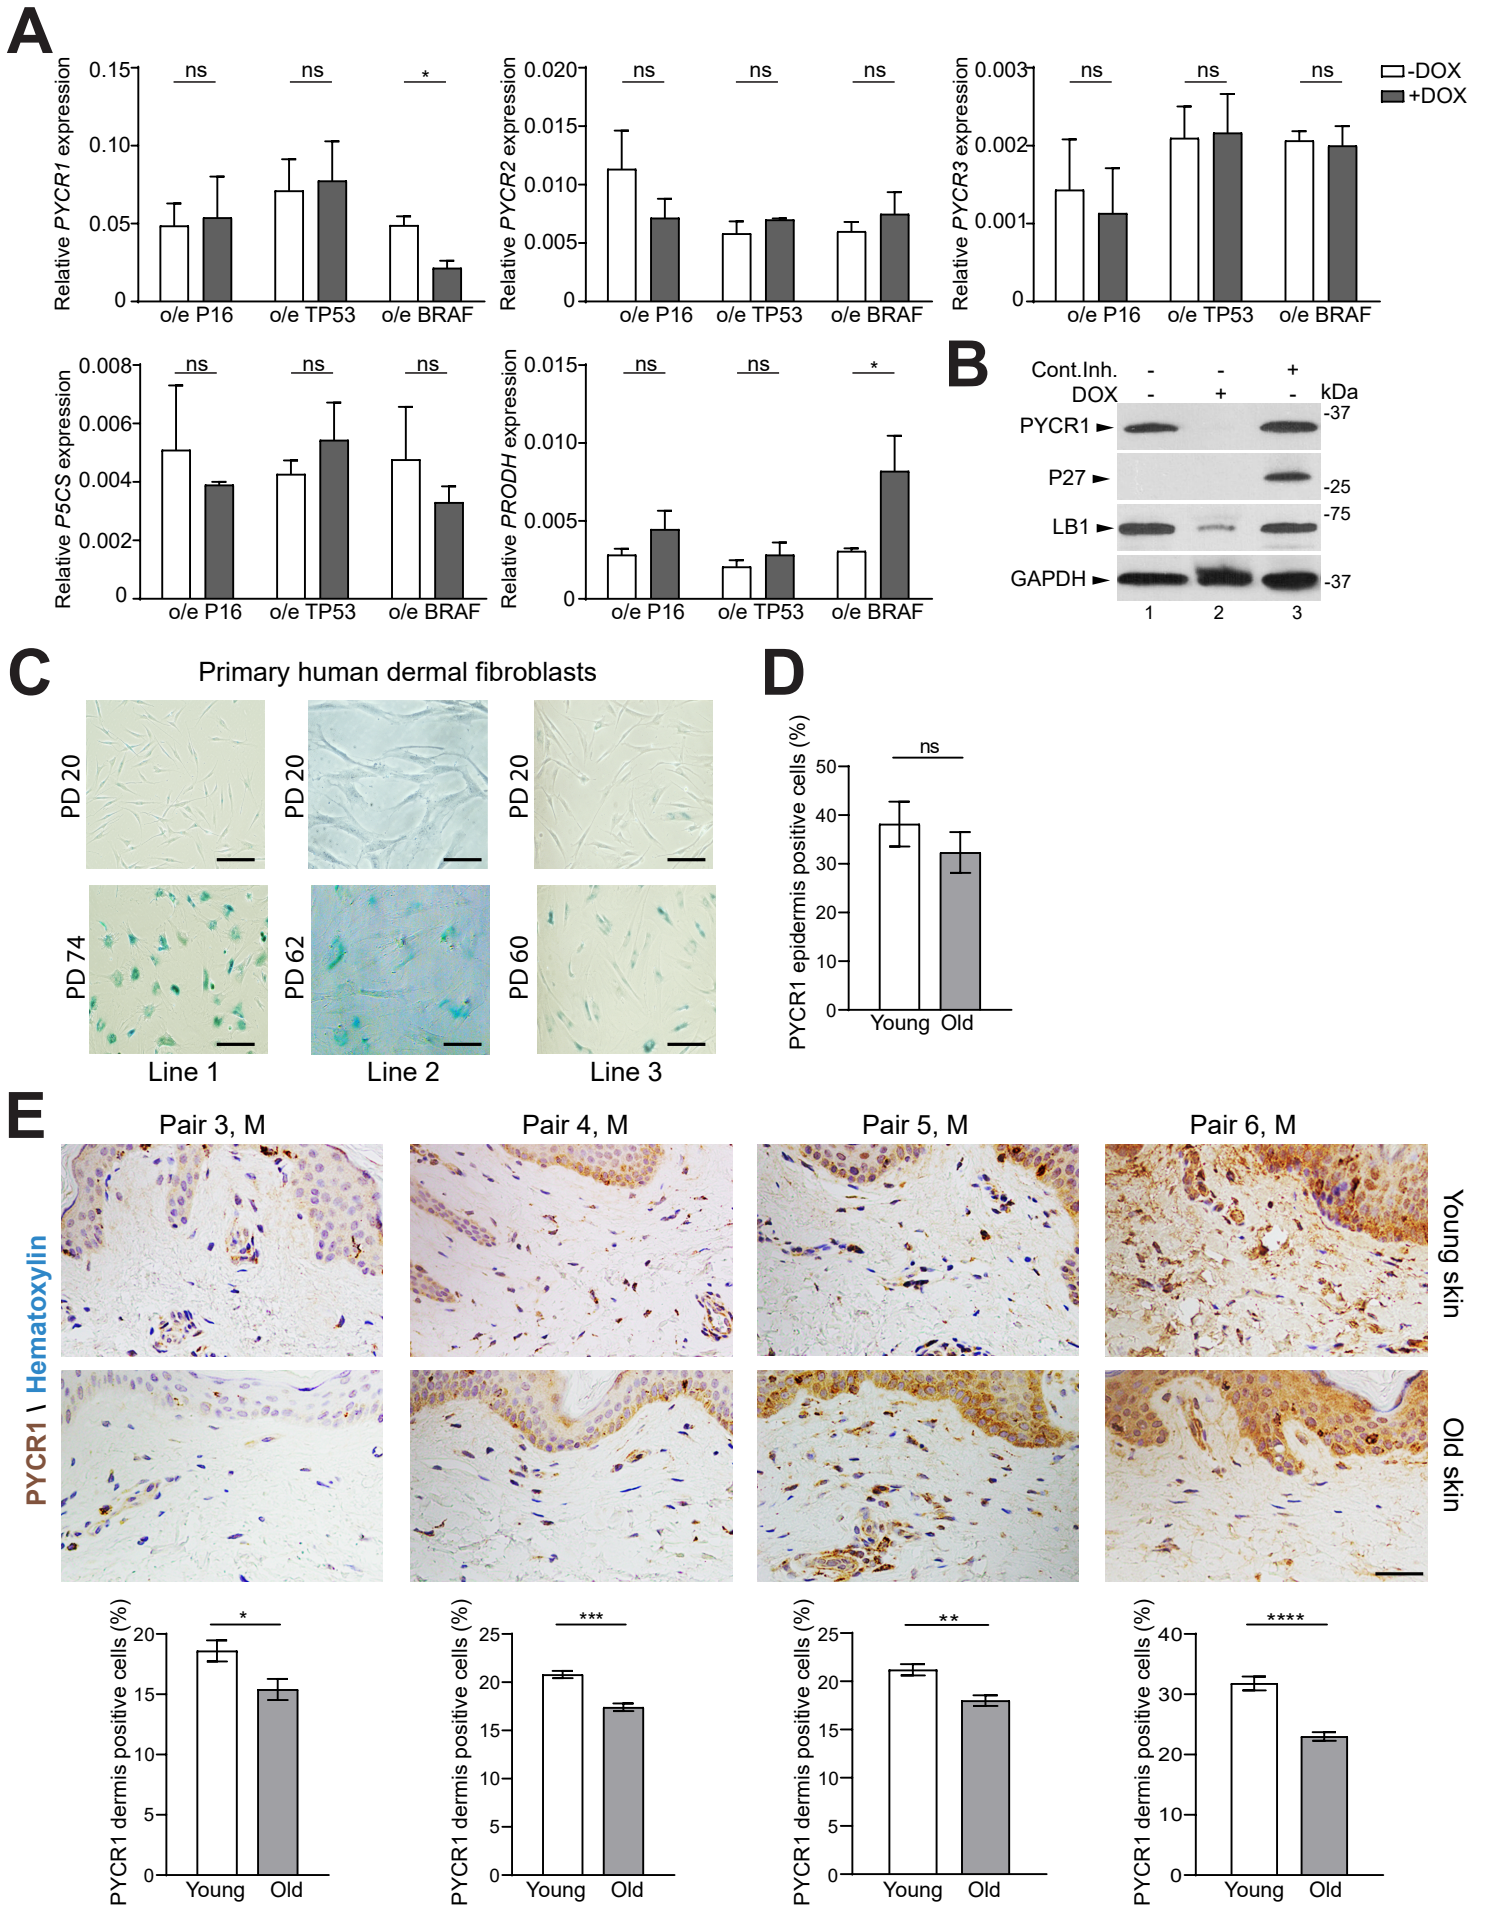 A
Relative PYCR1 expression
0.15
0.10
0.05
0
ns
ns
*
o/e P16
o/e TP53
o/e BRAF
Relative PYCR2 expression
0.020
0.015
0.010
0.005
0
ns
ns
ns
o/e P16
o/e TP53
o/e BRAF
Relative PYCR3 expression
0.003
0.002
0.001
0
ns
ns
ns
o/e P16
o/e TP53
o/e BRAF
-DOX
+DOX
Relative P5CS expression
0.008
0.006
0.004
0.002
0
ns
ns
ns
o/e P16
o/e TP53
o/e BRAF
Relative PRODH expression
0.015
0.010
0.005
0
ns
ns
*
o/e P16
o/e TP53
o/e BRAF
B
Cont.Inh. - - +
DOX - + - kDa
PYCR1 -37
P27 -25
LB1 -75
GAPDH -37
1 2 3
C
Primary human dermal fibroblasts
PD 20
PD 20
PD 20
PD 74
PD 62
PD 60
Line 1
Line 2
Line 3
D
PYCR1 epidermis positive cells (%)
50
40
30
20
10
0
ns
Young Old
E
Pair 3, M
Pair 4, M
Pair 5, M
Pair 6, M
PYCR1 \ Hematoxylin
Young skin
Old skin
PYCR1 dermis positive cells (%)
20
15
10
5
0
*
Young Old
PYCR1 dermis positive cells (%)
25
20
15
10
5
0
***
Young Old
PYCR1 dermis positive cells (%)
25
20
15
10
5
0
**
Young Old
PYCR1 dermis positive cells (%)
40
30
20
10
0
****
Young Old